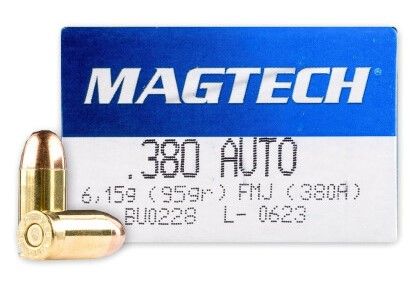 MAGTECH
.380 AUTO
6,15g (95gr) FMJ (380A)
BU0228 L- 0623